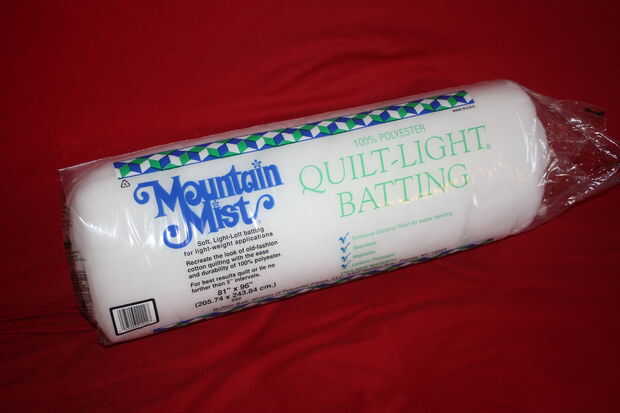 100% POLYESTER
QUILT-LIGHT®
BATTING
Mountain
Mist®
Soft, Light-Loft batting
for light-weight applications
Recreate the look of old-fashion
cotton quilting with the ease
and durability of 100% polyester.
For best results quilt or tie no
farther than 5" intervals.
81" x 96"
(205.74 x 243.84 cm.)